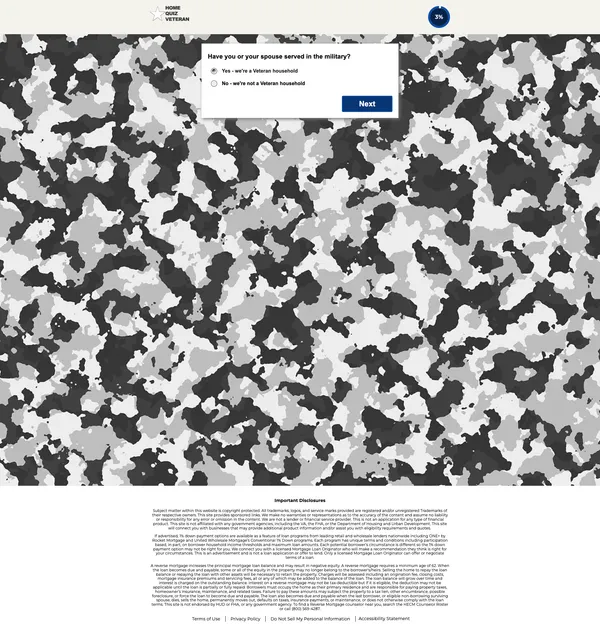 HOME
QUIZ
VETERAN
3%
Have you or your spouse served in the military?
Yes - we're a Veteran household
No - we're not a Veteran household
Next
Important Disclosures
Subject matter within this website is copyright protected. All trademarks, logos, and service marks provided are registered and/or unregistered Trademarks of
their respective owners. This site provides sponsored links. We make no warranties or representations as to the accuracy of the content and assume no liability
or responsibility for any error or omission in the content. We are not a lender or financial service provider. This is not an application for any type of financial
product. This site is not affiliated with any government agencies, including the VA, the FHA, or the Department of Housing and Urban Development. This site
will connect you with businesses that may provide additional product information and/or assist you with eligibility requirements and quotes.
If advertised, 1% down payment options are available as a feature of loan programs from leading retail and wholesale lenders nationwide including ONE+ by
Rocket Mortgage and United Wholesale Mortgage's Conventional 1% Down programs. Each program has unique terms and conditions including participation
based, in part, on borrower household income thresholds and maximum loan amounts. Each potential borrower's circumstance is different so the 1% down
payment option may not be right for you. We connect you with a licensed Mortgage Loan Originator who will make a recommendation they think is right for
your circumstances. This is an advertisement and is not a loan application or offer to lend. Only a licensed Mortgage Loan Originator can offer or negotiate
terms of a loan.
A reverse mortgage increases the principal mortgage loan balance and may result in negative equity. A reverse mortgage requires a minimum age of 62. When
the loan becomes due and payable, some or all of the equity in the property
loan balance or repaying the loan with other assets will be necessary to retain the property. Charges will be assessed including an origination fee, closing costs,
mortgage insurance premiums and servicing fees, all or any of which may be added to the balance of the loan. The loan balance will grow over time and
interest is charged on the outstanding balance. Interest on a reverse mortgage may not be tax deductible but if it is eligible, the deduction may not be
applicable until the loan is partially or fully repaid. Borrowers must occupy the home as their primary residence and are responsible for paying property taxes,
homeowner's insurance, maintenance, and related taxes. Failure to pay these amounts may subject the property to a tax lien, other encumbrance, possible
foreclosure, or force the loan to become due and payable. The loan also becomes due and payable when the last borrower, or eligible non-borrowing surviving
spouse, dies, sells the home, permanently moves out, defaults on taxes, insurance payments, or maintenance, or does not otherwise comply with the loan
terms. This site is not endorsed by HUD or FHA, or any government agency. To find a Reverse Mortgage counselor near you, search the HECM Counselor Roster
or call (800) 569-4287.
Terms of Use | Privacy Policy | Do Not Sell My Personal Information | Accessibility Statement